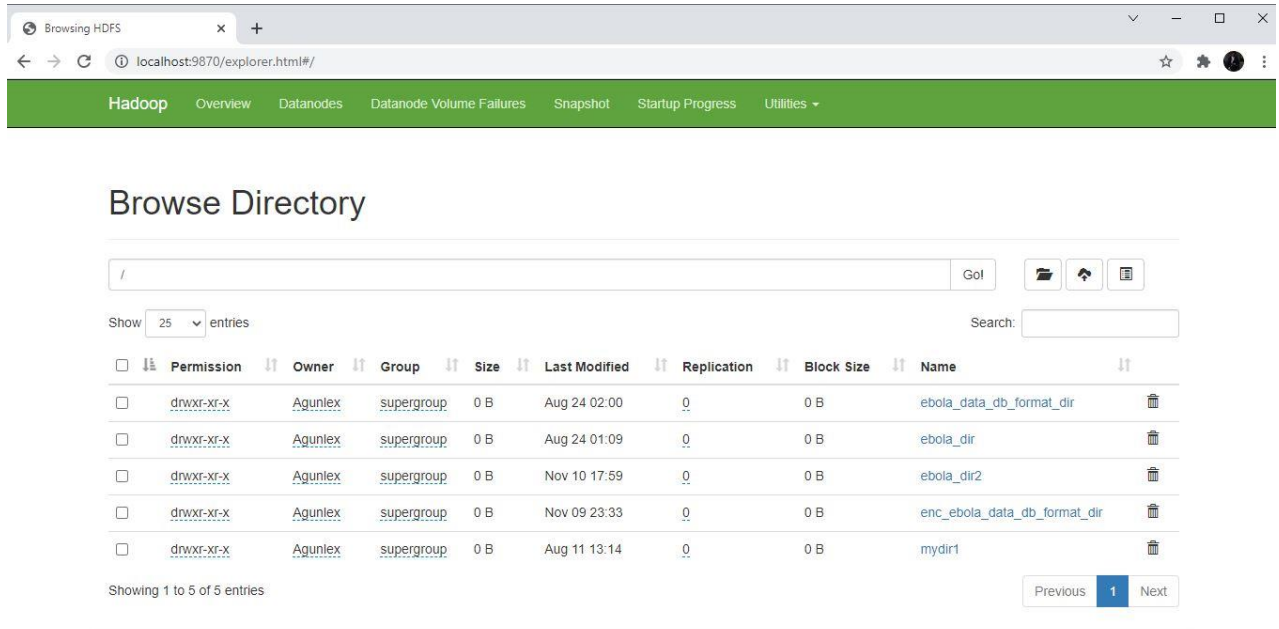 Browsing HDFS
localhost:9870/explorer.html#/
Hadoop Overview Datanodes Datanode Volume Failures Snapshot Startup Progress Utilities
Browse Directory
/ Go!
Show 25 entries Search:
Permission Owner Group Size Last Modified Replication Block Size Name
drwxr-xr-x Agunlex supergroup 0 B Aug 24 02:00 0 0 B ebola_data_db_format_dir
drwxr-xr-x Agunlex supergroup 0 B Aug 24 01:09 0 0 B ebola_dir
drwxr-xr-x Agunlex supergroup 0 B Nov 10 17:59 0 0 B ebola_dir2
drwxr-xr-x Agunlex supergroup 0 B Nov 09 23:33 0 0 B enc_ebola_data_db_format_dir
drwxr-xr-x Agunlex supergroup 0 B Aug 11 13:14 0 0 B mydir1
Showing 1 to 5 of 5 entries Previous 1 Next